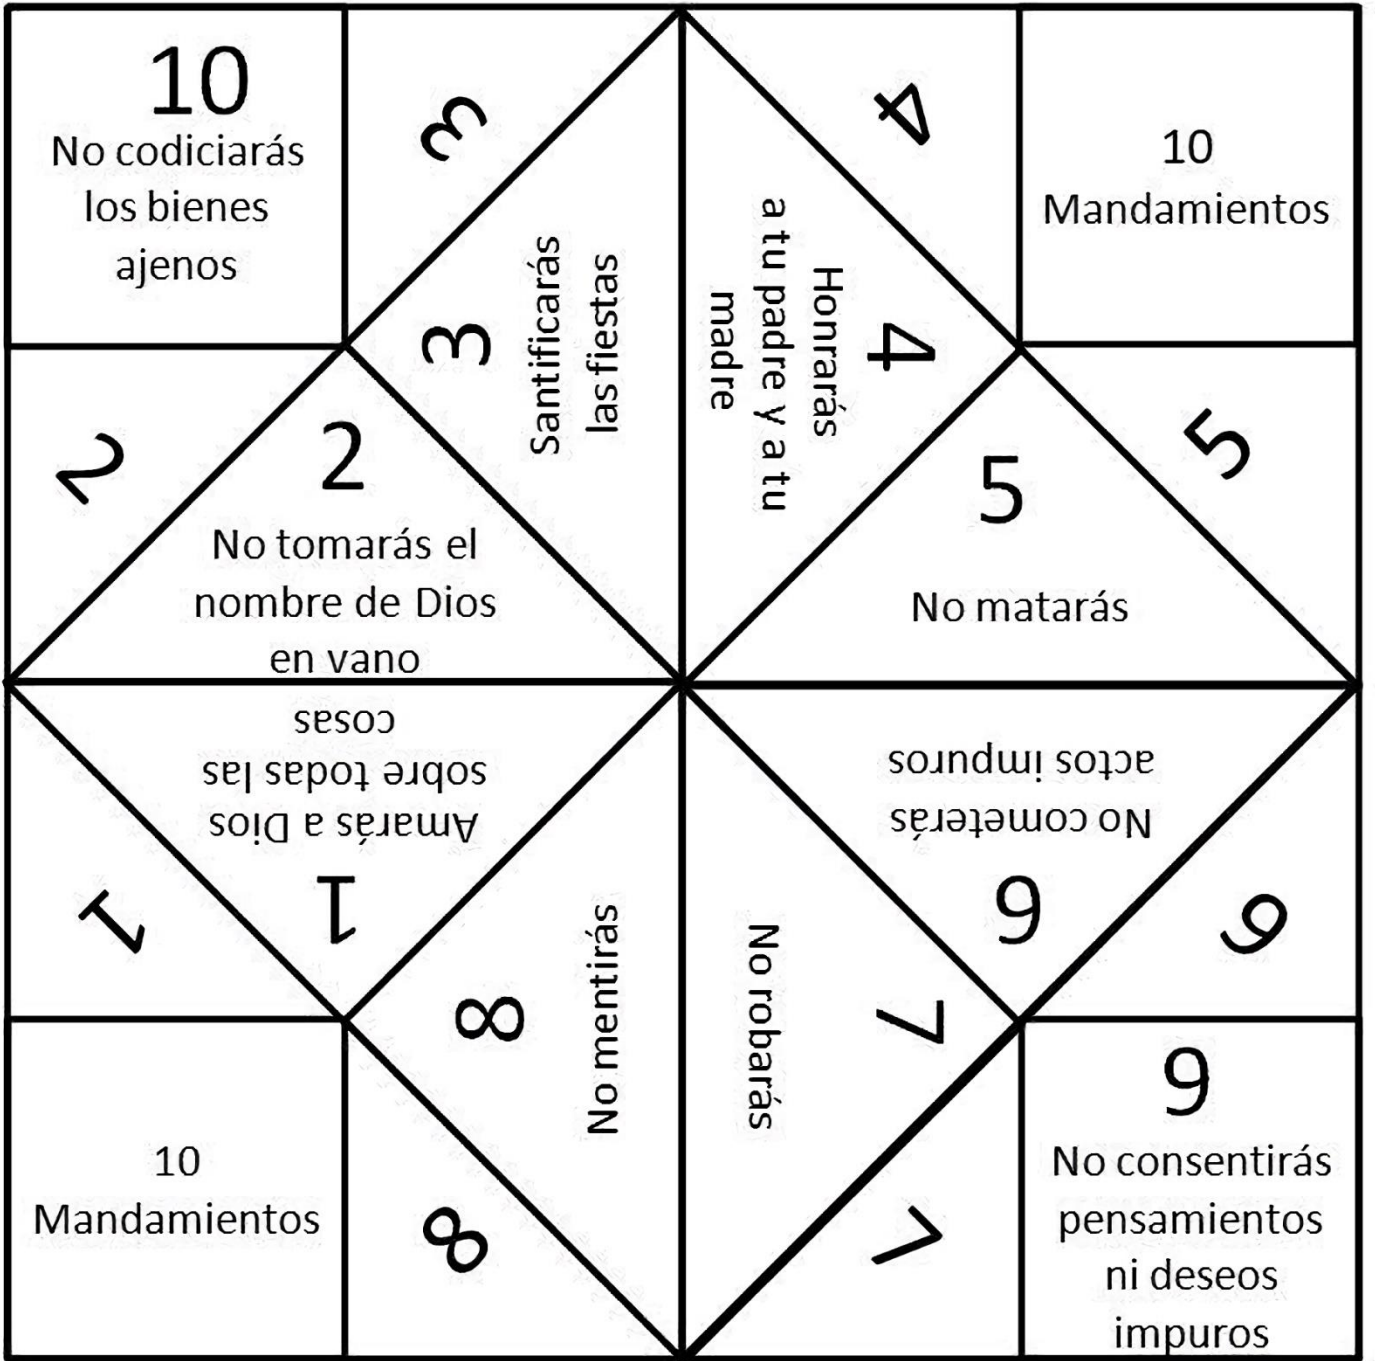 10
No codiciarás
los bienes
ajenos
3
4
10
Mandamientos
2
2
No tomarás el
nombre de Dios
en vano
3
Santificarás
las fiestas
4
Honrarás
a tu padre y a tu
madre
5
No matarás
5
1
1
Amarás a Dios
sobre todas las
cosas
8
No mentirás
7
No robarás
6
No cometerás
actos impuros
6
10
Mandamientos
8
7
9
No consentirás
pensamientos
ni deseos
impuros